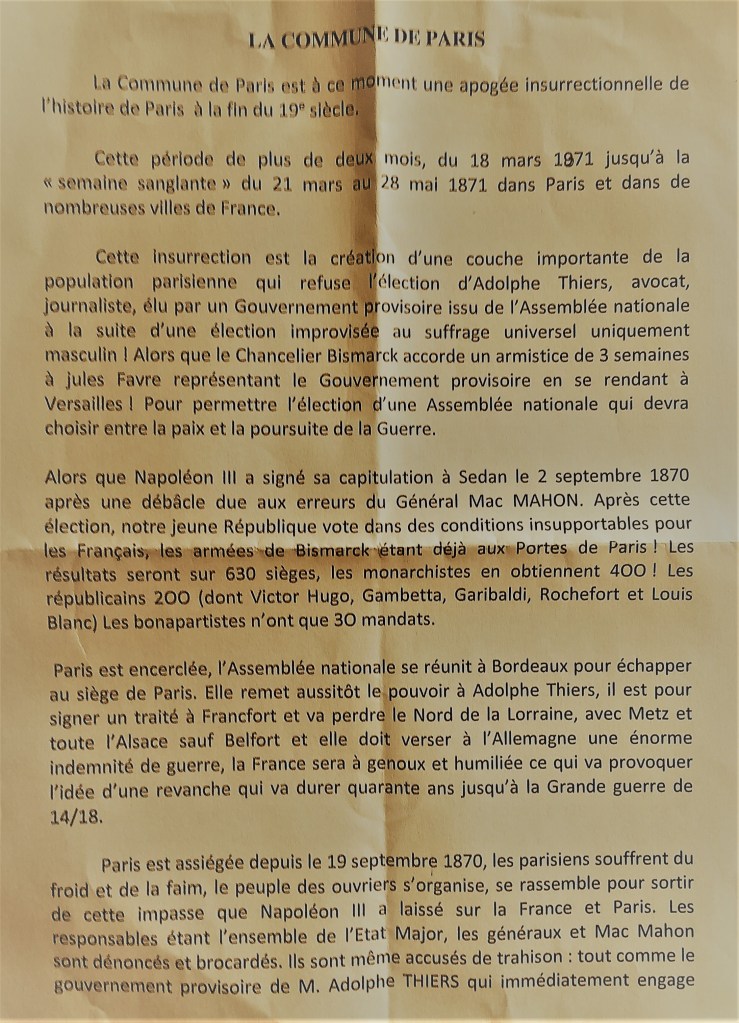 LA COMMUNE DE PARIS
La Commune de Paris est à ce moment une apogée insurrectionnelle de
l'histoire de Paris à la fin du 19e siècle.
Cette période de plus de deux mois, du 18 mars 1871 jusqu'à la
« semaine sanglante » du 21 mars au 28 mai 1871 dans Paris et dans de
nombreuses villes de France.
Cette insurrection est la création d'une couche importante de la
population parisienne qui refuse l'élection d'Adolphe Thiers, avocat,
journaliste, élu par un Gouvernement provisoire issu de l'Assemblée nationale
à la suite d'une élection improvisée au suffrage universel uniquement
masculin ! Alors que le Chancelier Bismarck accorde un armistice de 3 semaines
à jules Favre représentant le Gouvernement provisoire en se rendant à
Versailles ! Pour permettre l'élection d'une Assemblée nationale qui devra
choisir entre la paix et la poursuite de la Guerre.
Alors que Napoléon III a signé sa capitulation à Sedan le 2 septembre 1870
après une débâcle due aux erreurs du Général Mac MAHON. Après cette
élection, notre jeune République vote dans des conditions insupportables pour
les Français, les armées de Bismarck étant déjà aux Portes de Paris ! Les
résultats seront sur 630 sièges, les monarchistes en obtiennent 4OO ! Les
républicains 2OO (dont Victor Hugo, Gambetta, Garibaldi, Rochefort et Louis
Blanc) Les bonapartistes n'ont que 3O mandats.
Paris est encerclée, l'Assemblée nationale se réunit à Bordeaux pour échapper
au siège de Paris. Elle remet aussitôt le pouvoir à Adolphe Thiers, il est pour
signer un traité à Francfort et va perdre le Nord de la Lorraine, avec Metz et
toute l'Alsace sauf Belfort et elle doit verser à l'Allemagne une énorme
indemnité de guerre, la France sera à genoux et humiliée ce qui va provoquer
l'idée d'une revanche qui va durer quarante ans jusqu'à la Grande guerre de
14/18.
Paris est assiégée depuis le 19 septembre 1870, les parisiens souffrent du
froid et de la faim, le peuple des ouvriers s'organise, se rassemble pour sortir
de cette impasse que Napoléon III a laissé sur la France et Paris. Les
responsables étant l'ensemble de l'Etat Major, les généraux et Mac Mahon
sont dénoncés et brocardés. Ils sont même accusés de trahison : tout comme le
gouvernement provisoire de M. Adolphe THIERS qui immédiatement engage